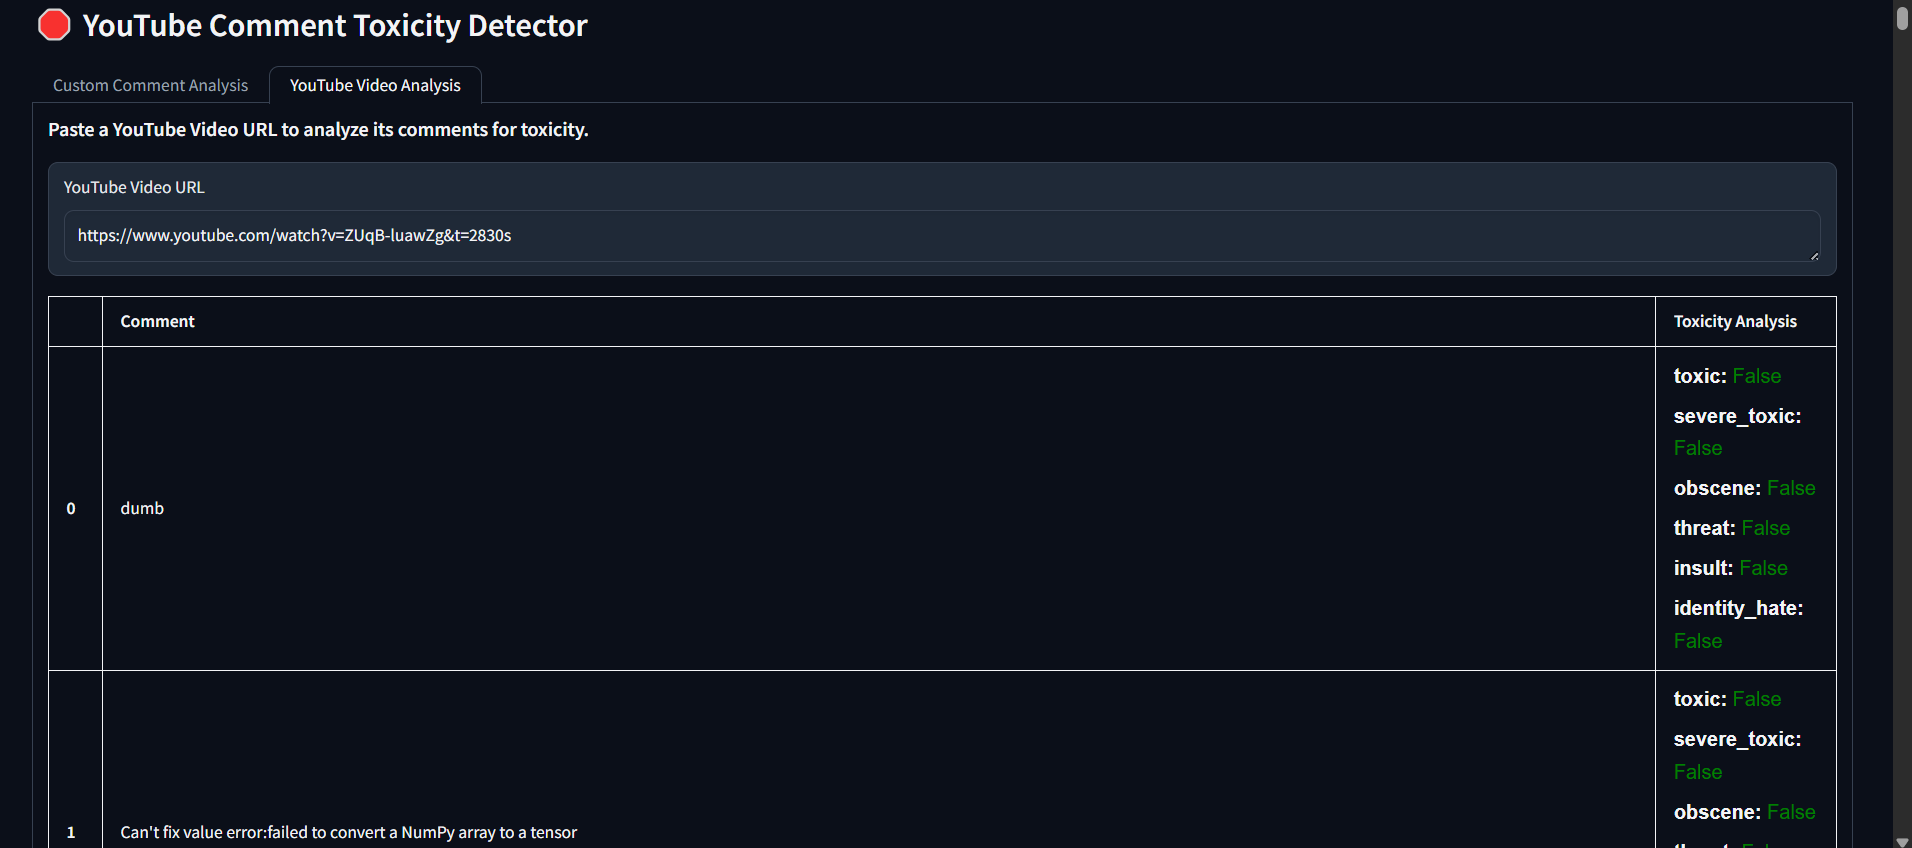 YouTube Comment Toxicity Detector
Custom Comment Analysis
YouTube Video Analysis
Paste a YouTube Video URL to analyze its comments for toxicity.
YouTube Video URL
https://www.youtube.com/watch?v=ZUqB-luawZg&t=2830s
Comment
Toxicity Analysis
0
dumb
toxic: False
severe_toxic:
False
obscene: False
threat: False
insult: False
identity_hate:
False
1
Can't fix value error:failed to convert a NumPy array to a tensor
toxic: False
severe_toxic:
False
obscene: False